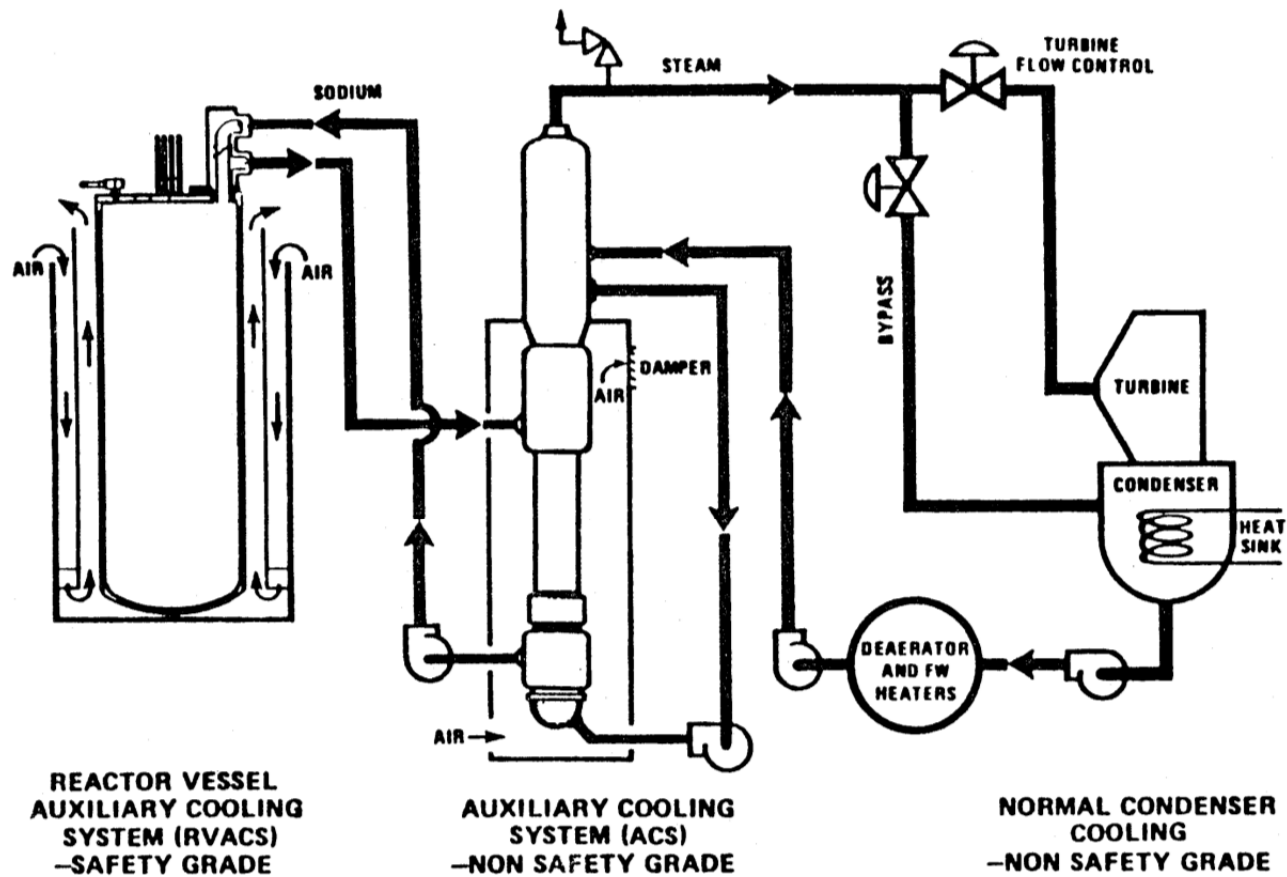 SODIUM
STEAM
TURBINE
FLOW CONTROL
AIR
AIR
BYPASS
DAMPER
AIR
TURBINE
CONDENSER
HEAT
SINK
DEAERATOR
AND FW
HEATERS
AIR
REACTOR VESSEL
AUXILIARY COOLING
SYSTEM (RVACS)
–SAFETY GRADE
AUXILIARY COOLING
SYSTEM (ACS)
–NON SAFETY GRADE
NORMAL CONDENSER
COOLING
–NON SAFETY GRADE